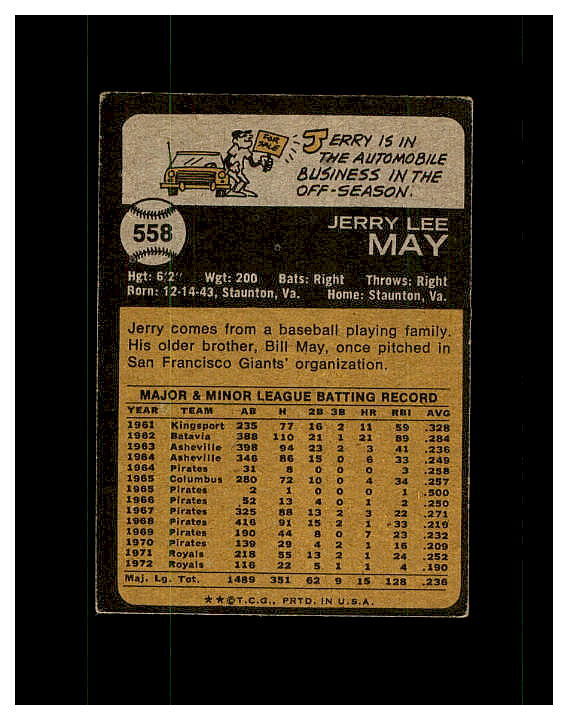 FOR SALE
JERRY IS IN
THE AUTOMOBILE
BUSINESS IN THE
OFF-SEASON.
558
JERRY LEE
MAY
Hgt: 6'2" Wgt: 200 Bats: Right Throws: Right
Born: 12-14-43, Staunton, Va. Home: Staunton, Va.
Jerry comes from a baseball playing family.
His older brother, Bill May, once pitched in
San Francisco Giants' organization.
MAJOR & MINOR LEAGUE BATTING RECORD
YEAR TEAM AB H 2B 3B HR RBI AVG
1961 Kingsport 235 77 16 2 11 59 .328
1962 Batavia 388 110 21 1 21 89 .284
1963 Asheville 398 94 23 2 3 41 .236
1964 Asheville 346 86 15 0 6 33 .249
1964 Pirates 31 8 0 0 0 3 .258
1965 Columbus 280 72 10 0 4 34 .257
1965 Pirates 2 1 0 0 0 1 .500
1966 Pirates 52 13 4 0 1 2 .250
1967 Pirates 325 88 13 2 3 22 .271
1968 Pirates 416 91 15 2 1 33 .219
1969 Pirates 190 44 8 0 7 23 .232
1970 Pirates 139 29 4 2 1 16 .209
1971 Royals 218 55 13 2 1 24 .252
1972 Royals 116 22 5 1 1 4 .190
Maj. Lg. Tot. 1489 351 62 9 15 128 .236
★★©T.C.G., PRTD. IN U.S.A.